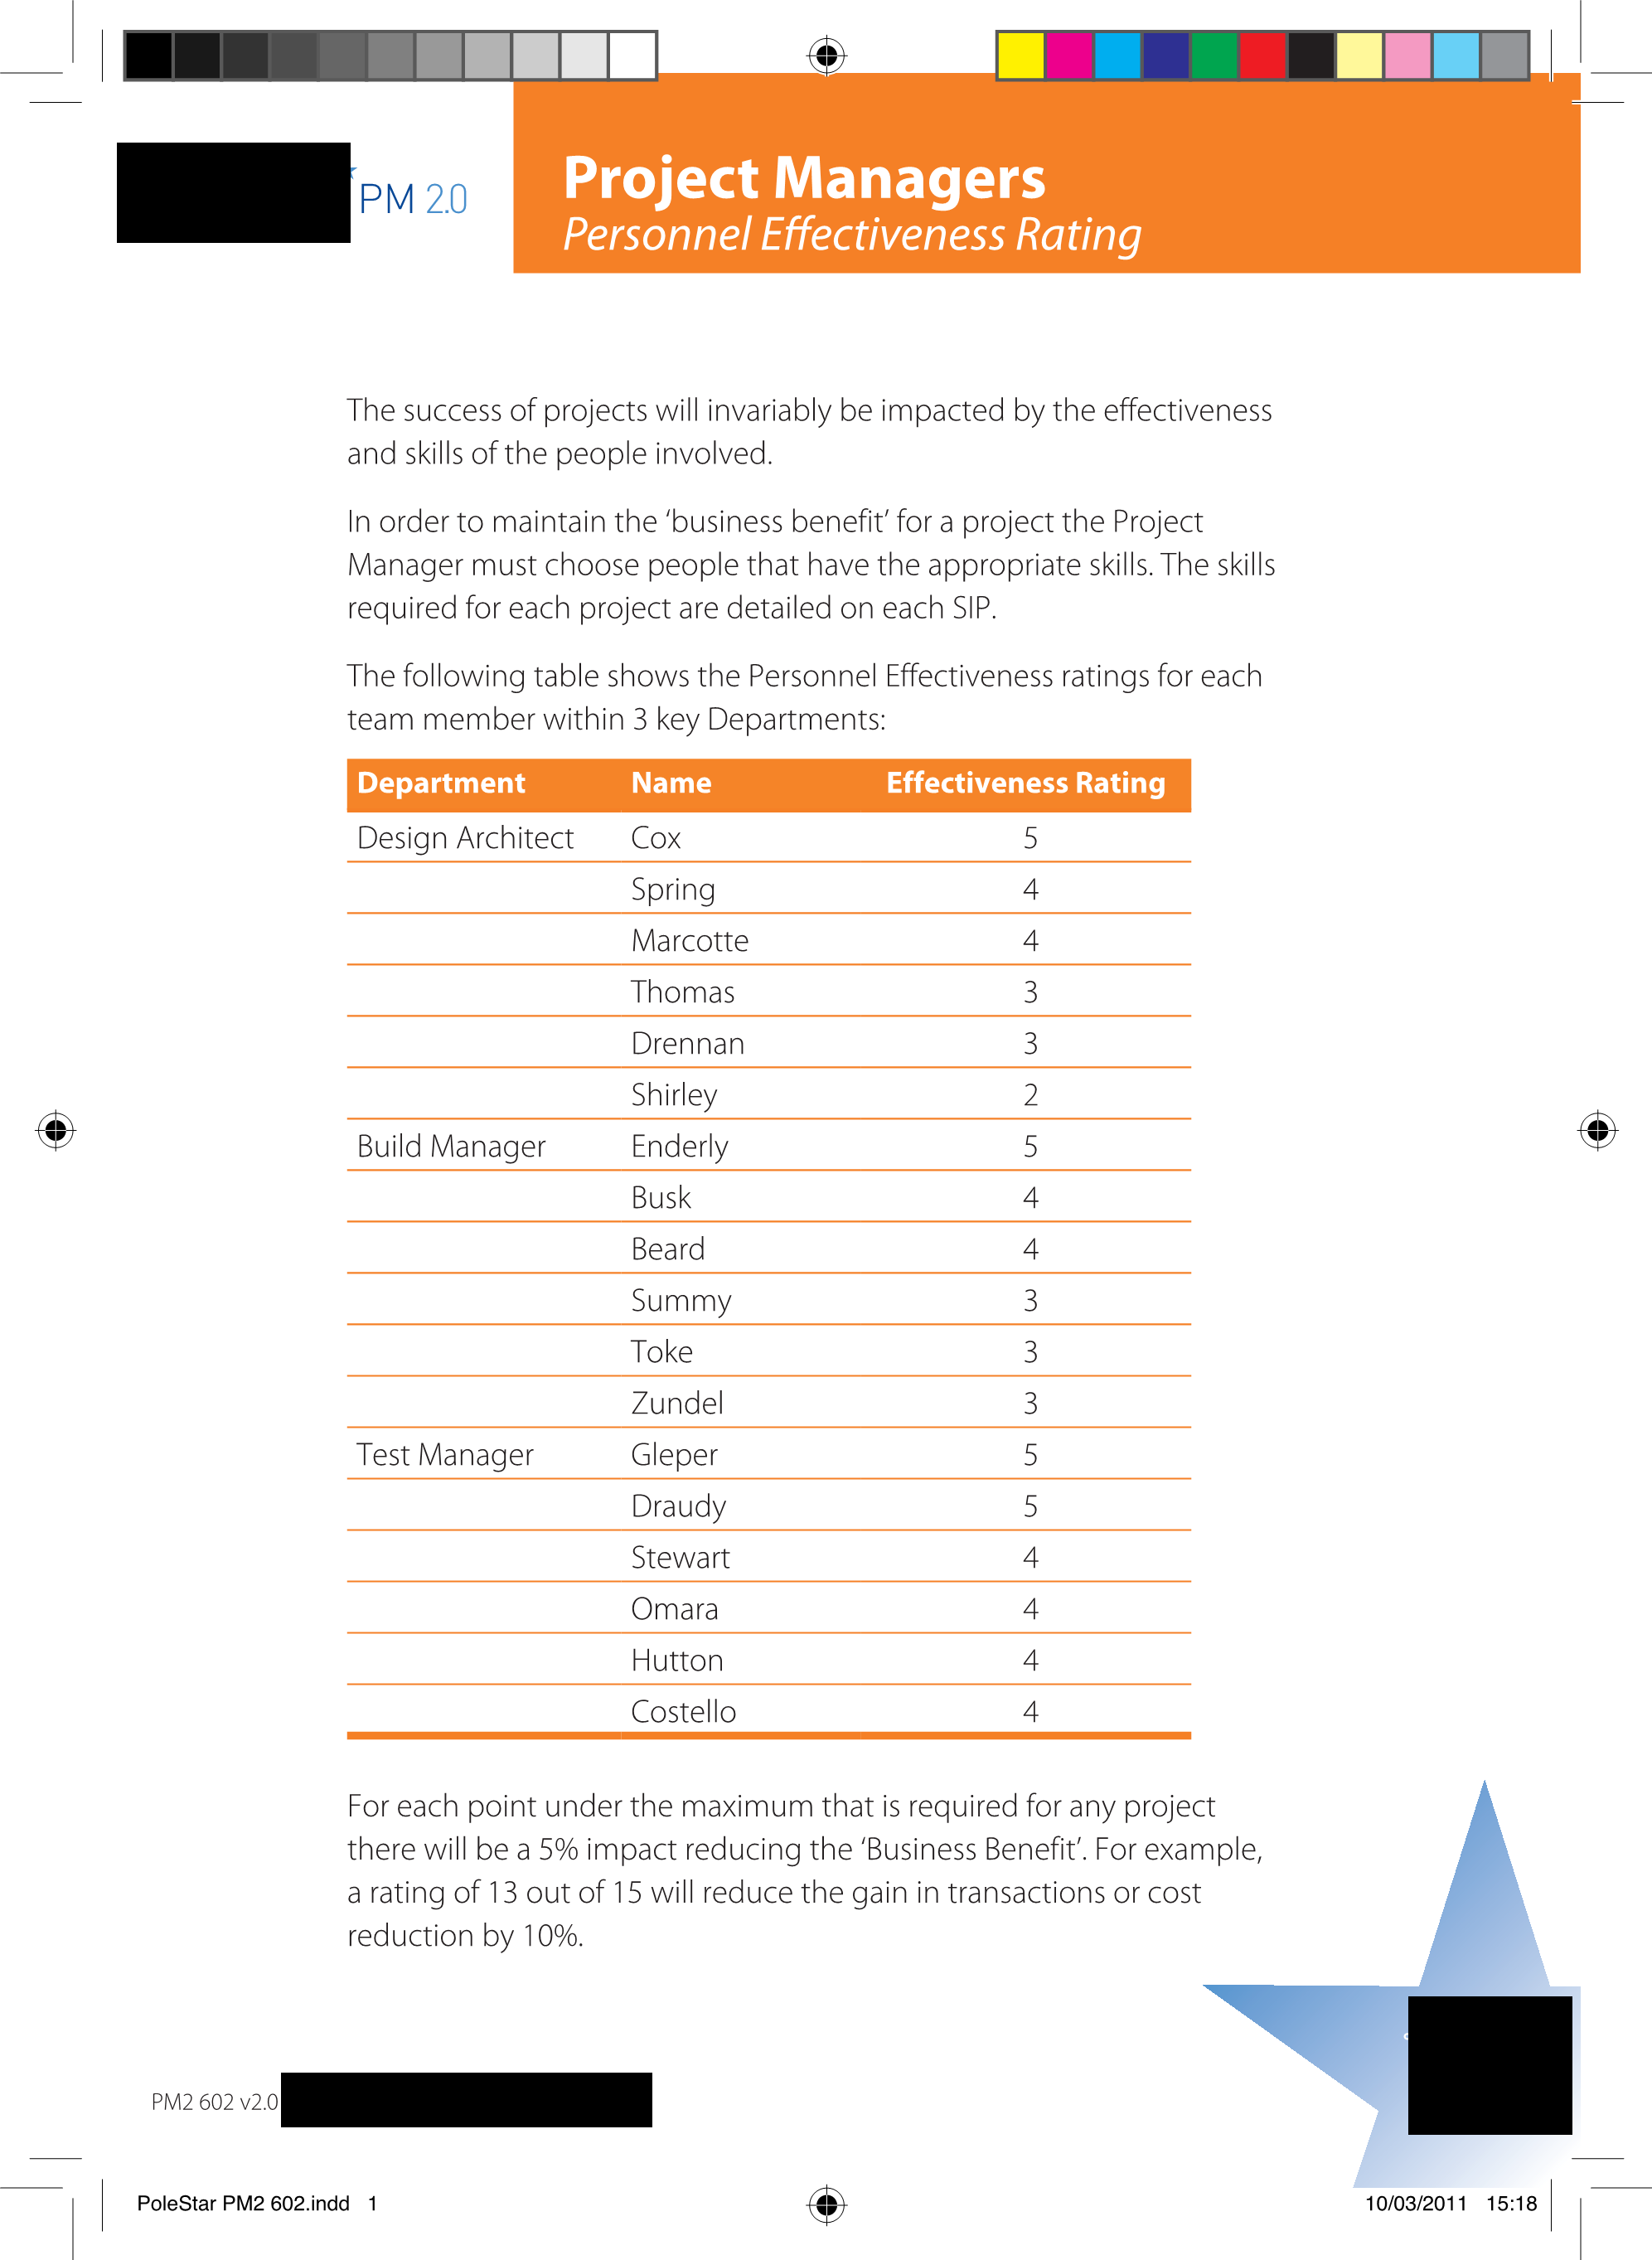 PM 2.0
Project Managers
Personnel Effectiveness Rating
The success of projects will invariably be impacted by the effectiveness
and skills of the people involved.
In order to maintain the ‘business benefit’ for a project the Project
Manager must choose people that have the appropriate skills. The skills
required for each project are detailed on each SIP.
The following table shows the Personnel Effectiveness ratings for each
team member within 3 key Departments:
Department Name Effectiveness Rating
Design Architect Cox 5
Spring 4
Marcotte 4
Thomas 3
Drennan 3
Shirley 2
Build Manager Enderly 5
Busk 4
Beard 4
Summy 3
Toke 3
Zundel 3
Test Manager Gleper 5
Draudy 5
Stewart 4
Omara 4
Hutton 4
Costello 4
For each point under the maximum that is required for any project
there will be a 5% impact reducing the ‘Business Benefit’. For example,
a rating of 13 out of 15 will reduce the gain in transactions or cost
reduction by 10%.
PM2 602 v2.0
PoleStar PM2 602.indd 1
10/03/2011 15:18